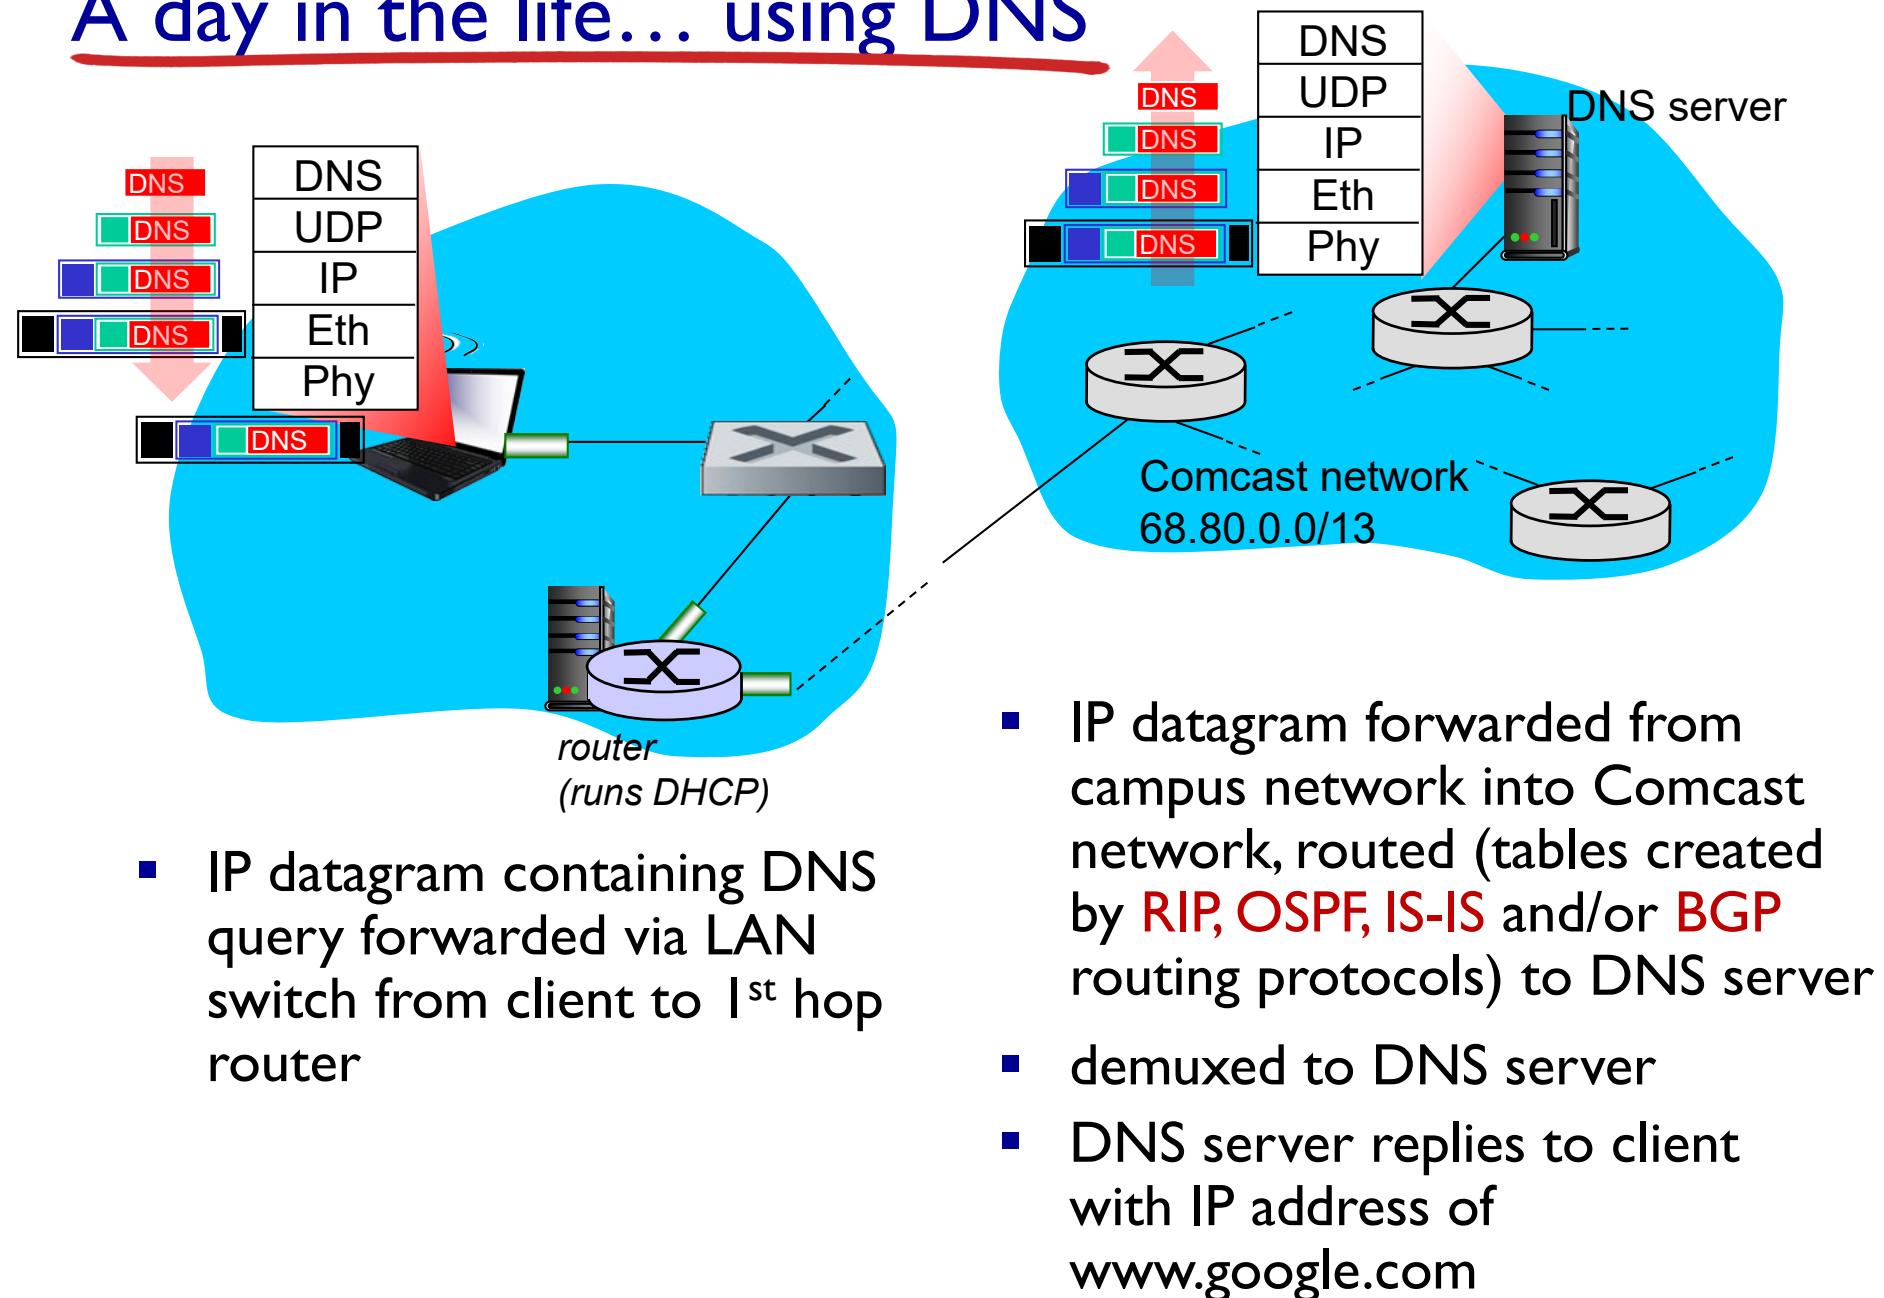 A day in the life… using DNS
DNS
UDP
IP
Eth
Phy
DNS
DNS
DNS
DNS
DNS
DNS
UDP
IP
Eth
Phy
DNS
DNS
DNS
DNS
DNS server
Comcast network
68.80.0.0/13
router
(runs DHCP)
▪ IP datagram containing DNS
query forwarded via LAN
switch from client to 1st hop
router
▪ IP datagram forwarded from
campus network into Comcast
network, routed (tables created
by RIP, OSPF, IS-IS and/or BGP
routing protocols) to DNS server
▪ demuxed to DNS server
▪ DNS server replies to client
with IP address of
www.google.com